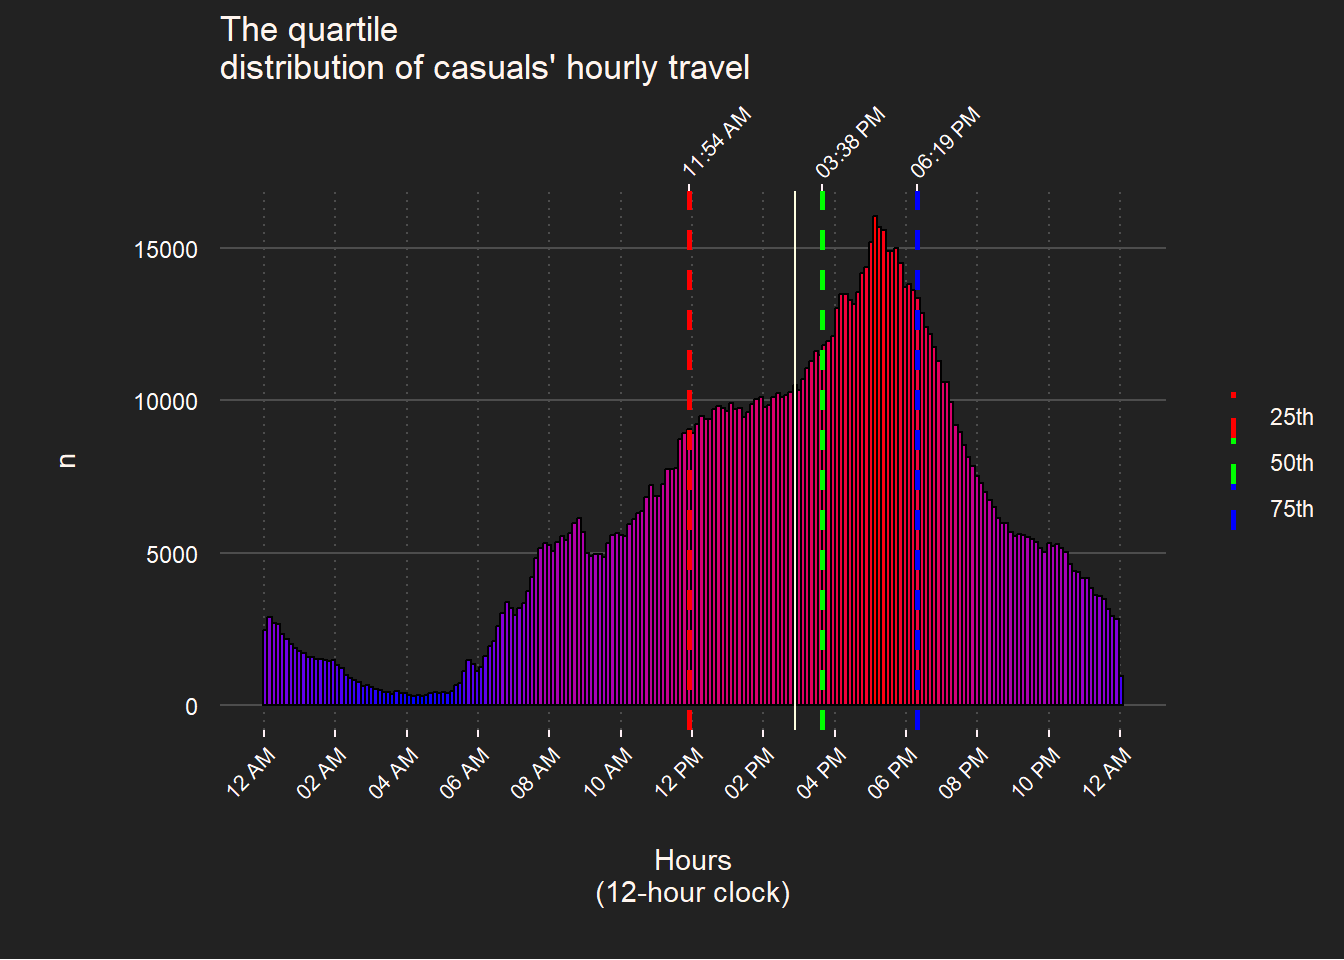 The quartile
distribution of casuals' hourly travel
11:54 AM
03:38 PM
06:19 PM
15000
10000
5000
0
n
12 AM
02 AM
04 AM
06 AM
08 AM
10 AM
12 PM
02 PM
04 PM
06 PM
08 PM
10 PM
12 AM
Hours
(12-hour clock)
25th
50th
75th